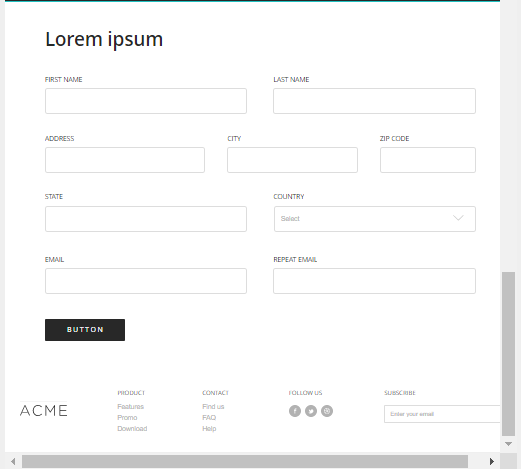 Lorem ipsum
FIRST NAME LAST NAME
ADDRESS CITY ZIP CODE
STATE COUNTRY
Select
EMAIL REPEAT EMAIL
BUTTON
ACME
PRODUCT
Features
Promo
Download
CONTACT
Find us
FAQ
Help
FOLLOW US
SUBSCRIBE
Enter your email